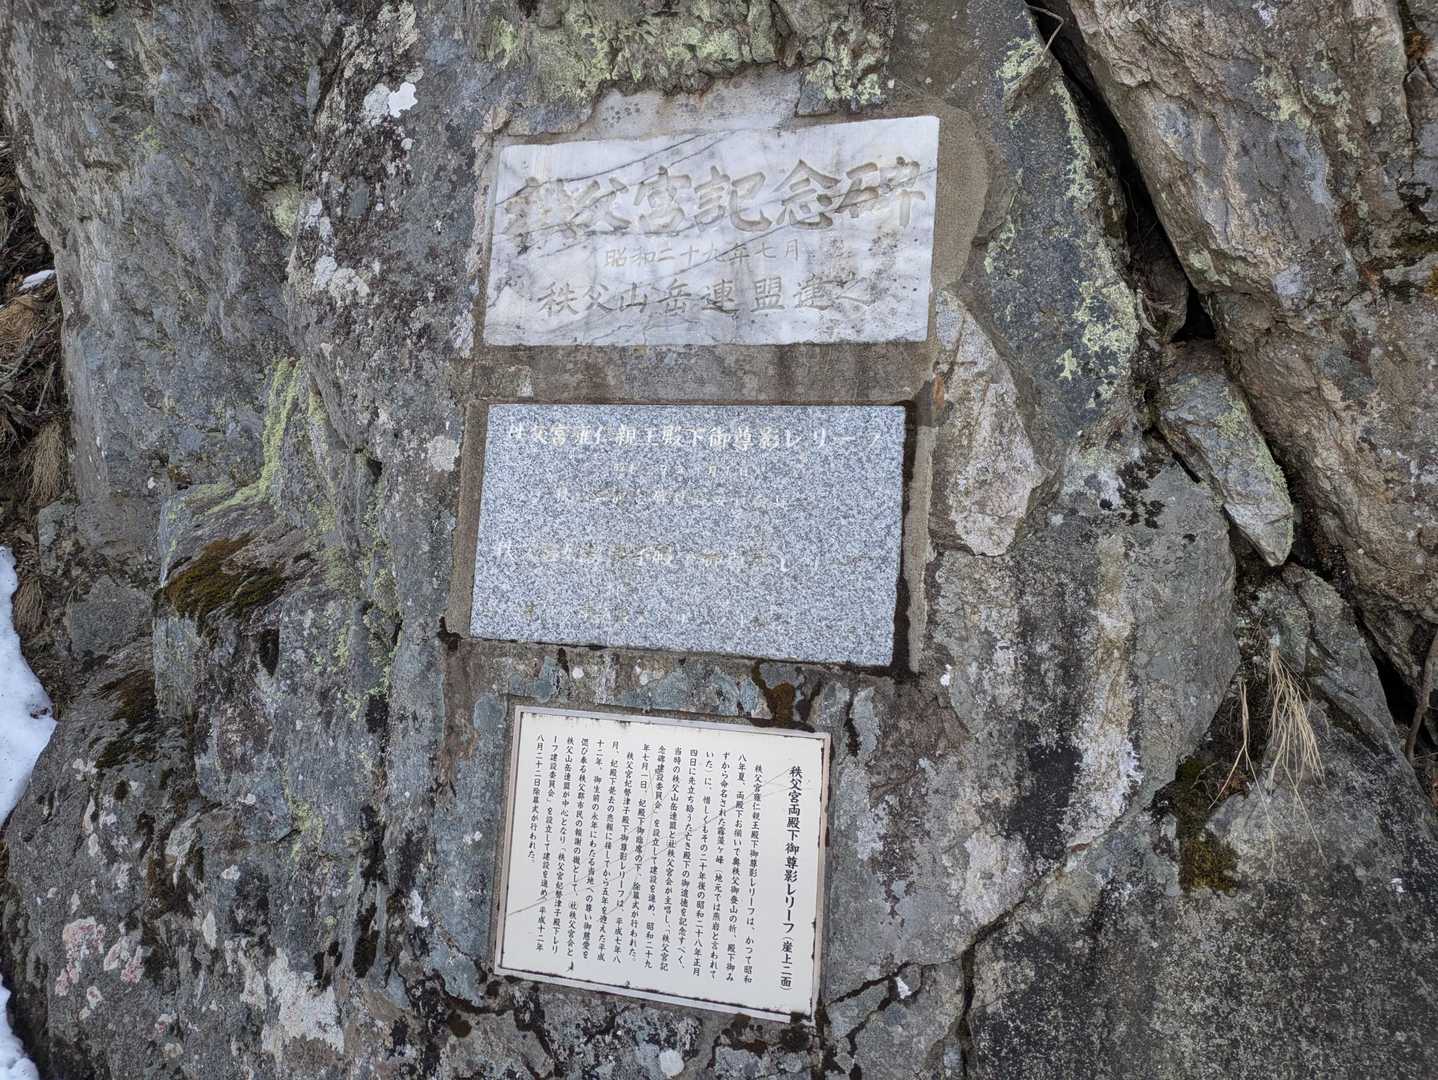 秩父宮記念碑
昭和二十九年七月
秩父山岳連盟建之
秩父宮雍仁親王殿下御尊影レリーフ
秩父宮両殿下御尊影レリーフ（崖上二面）
秩父宮雍仁親王殿下御尊影レリーフは、かつて昭和
八年夏、両殿下お揃いで奥秩父御登山の折、殿下御み
ずから命名された霧藻ヶ峰（地元では燕岩と言われて
いた）に、惜しくもその二十年後の昭和二十八年正月
四日に先立ち賜うた亡き殿下の御遺徳を記念すべく、
当時の秩父山岳連盟と㈳秩父宮会が主唱し、「秩父宮記
念碑建設委員会」を設立して建設を進め、昭和二十九
年七月一日、妃殿下御臨席の下、除幕式が行われた。
秩父宮妃勢津子殿下御尊影レリーフは、平成七年八
月、妃殿下薨去の悲報に接してから五年を迎えた平成
十二年、御生前の永年にわたる当地への尊い御慈愛を
偲び奉る秩父郡市民の報謝の徴として、㈳秩父宮会と
秩父山岳連盟が中心となり「秩父宮妃勢津子殿下レリ
ーフ建設委員会」を設立して建設を進め、平成十二年
八月二十二日除幕式が行われた。